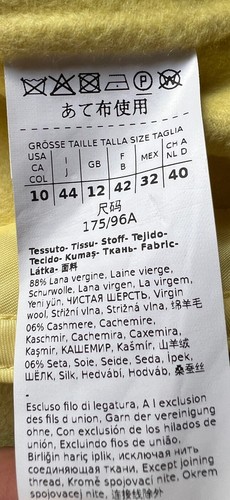 あて布使用
GRÖSSE TAILLE TALLA SIZE TAGLIA
USA CA COL I J GB F B MEX CH A NL D
10 44 12 42 32 40
尺码
175/96A
Tessuto- Tissu- Stoff- Tejido-
Tecido- Kumaş- Ткань- Fabric-
Látka- 面料
88% Lana vergine, Laine vierge,
Schurwolle, Lana virgen, La virgem,
Yeni yün, ЧИСТАЯ ШЕРСТЬ, Virgin
wool, Střižní vlna, Strižná vlna, 绵羊毛
06% Cashmere, Cachemire,
Kaschmir, Cachemira, Caxemira,
Kaşmir, КАШЕМИР, Kašmír, 山羊绒
06% Seta, Soie, Seide, Seda, İpek,
ШЁЛК, Silk, Hedvábí, Hodváb, 桑蚕丝
-
Escluso filo di legatura, A l exclusion
des fils d union, Garn der vereinigung
ohne, Con exclusión de los hilados de
unión, Excluindo fios de união.
Birliğin hariç iplik, исключая нить
соединяющая ткани, Except joining
thread, Kromě spojovací nite, Okrem
spojovacej nite, 连接线除外